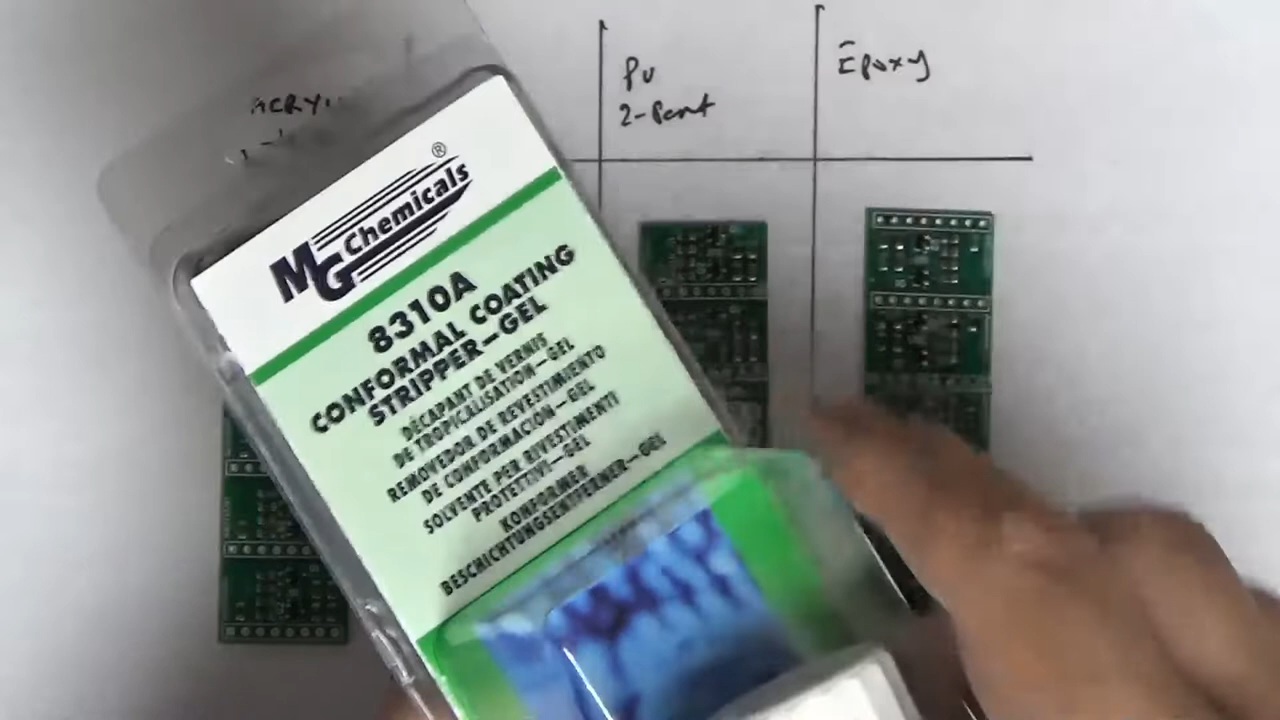 PU
2-Part
Epoxy
MG Chemicals®
8310A
CONFORMAL COATING
STRIPPER—GEL
DÉCAPANT DE VERNIS
DE TROPICALISATION—GEL
REMOVEDOR DE REVESTIMIENTO
DE CONFORMACIÓN—GEL
SOLVENTE PER RIVESTIMENTI
PROTETTIVI—GEL
KONFORMER
BESCHICHTUNGSENTFERNER—GEL